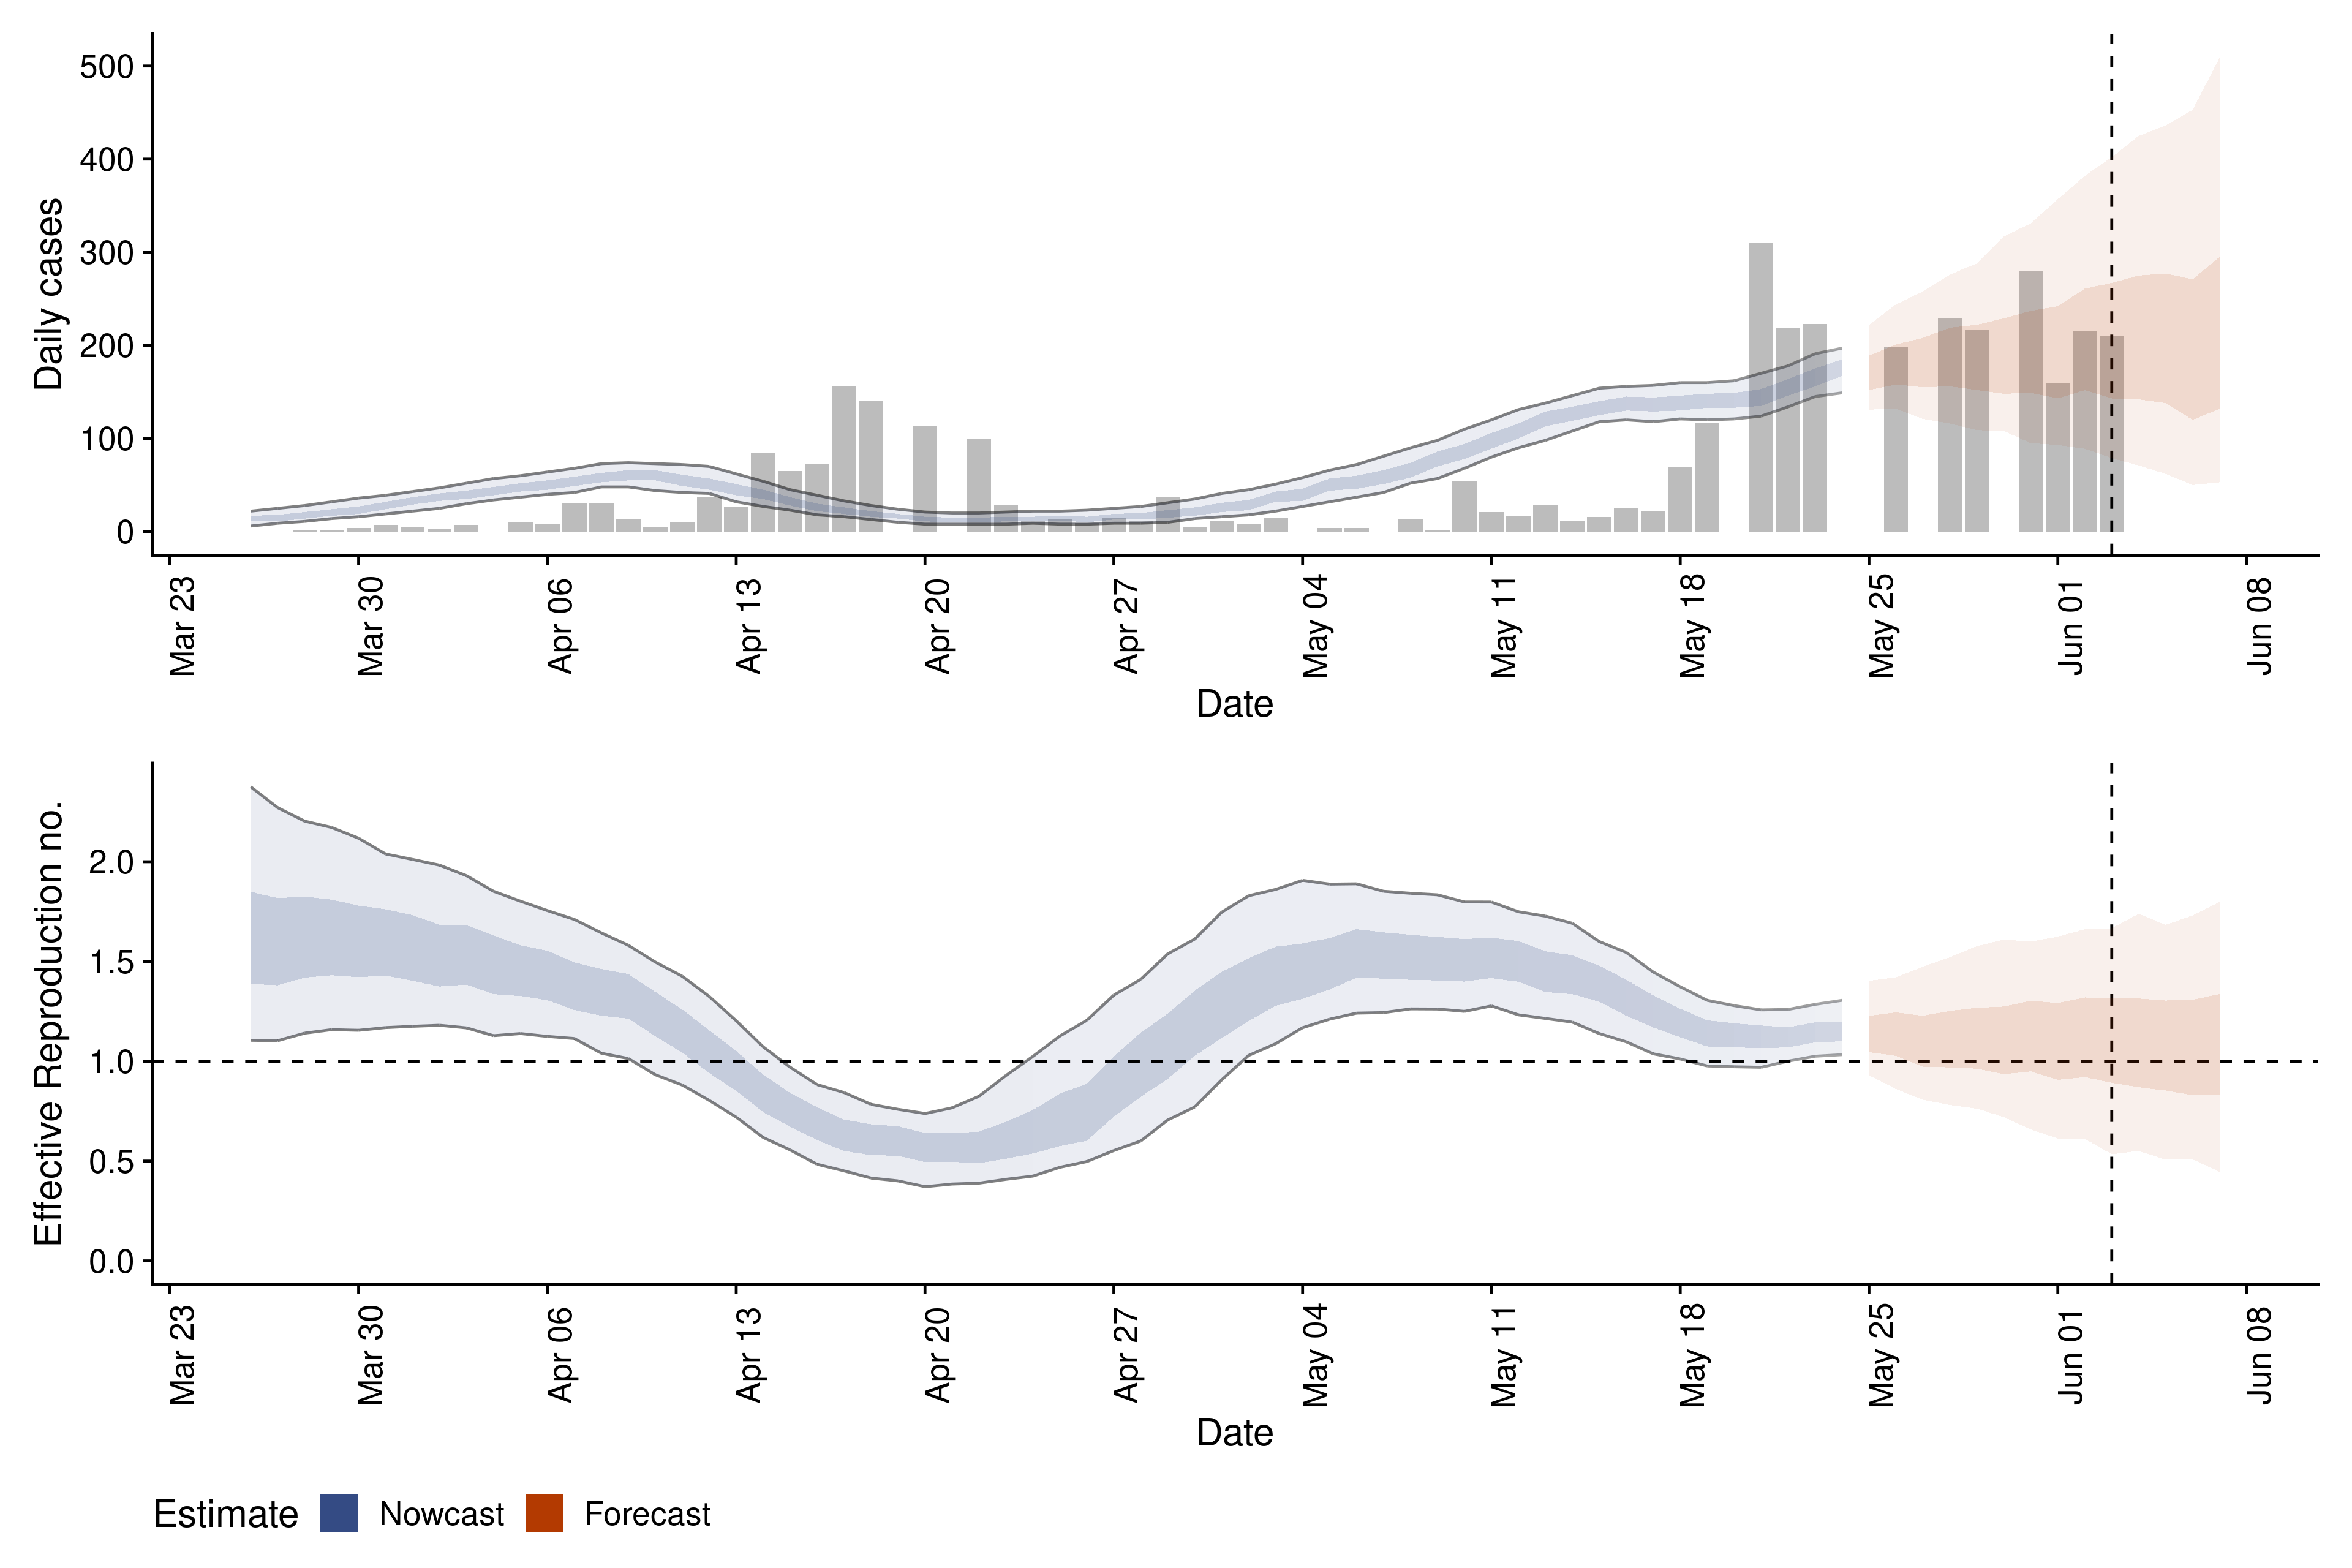 Daily cases
500
400
300
200
100
0
Mar 23
Mar 30
Apr 06
Apr 13
Apr 20
Apr 27
May 04
May 11
May 18
May 25
Jun 01
Jun 08
Date
Effective Reproduction no.
2.0
1.5
1.0
0.5
0.0
Mar 23
Mar 30
Apr 06
Apr 13
Apr 20
Apr 27
May 04
May 11
May 18
May 25
Jun 01
Jun 08
Date
Estimate Nowcast Forecast